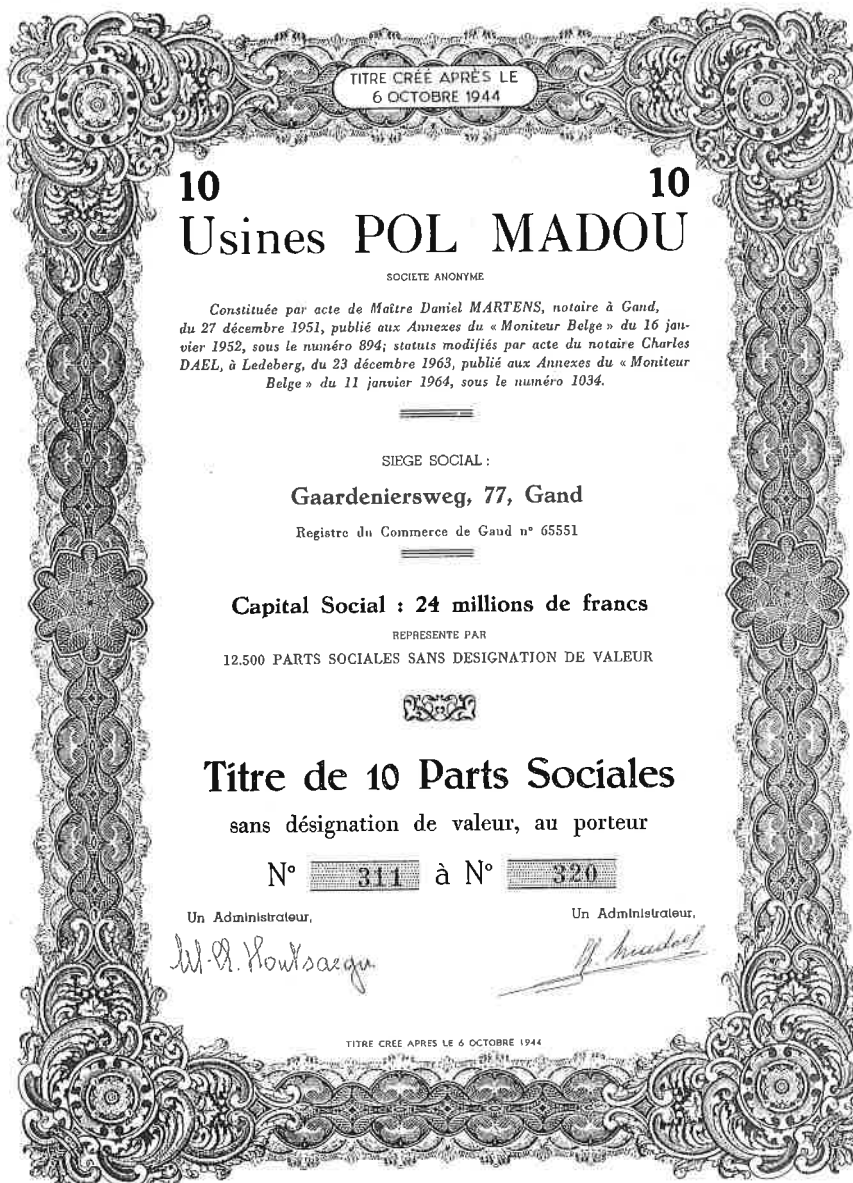 TITRE CRÉÉ APRÈS LE
6 OCTOBRE 1944
10 10
Usines POL MADOU
SOCIETE ANONYME
Constituée par acte de Maître Daniel MARTENS, notaire à Gand,
du 27 décembre 1951, publié aux Annexes du « Moniteur Belge » du 16 jan-
vier 1952, sous le numéro 894; statuts modifiés par acte du notaire Charles
DAEL, à Ledeberg, du 23 décembre 1963, publié aux Annexes du « Moniteur
Belge » du 11 janvier 1964, sous le numéro 1034.
SIEGE SOCIAL :
Gaardeniersweg, 77, Gand
Registre du Commerce de Gand n° 65551
Capital Social : 24 millions de francs
REPRESENTE PAR
12.500 PARTS SOCIALES SANS DESIGNATION DE VALEUR
Titre de 10 Parts Sociales
sans désignation de valeur, au porteur
N° 311 à N° 320
Un Administrateur, Un Administrateur,
TITRE CREE APRES LE 6 OCTOBRE 1944